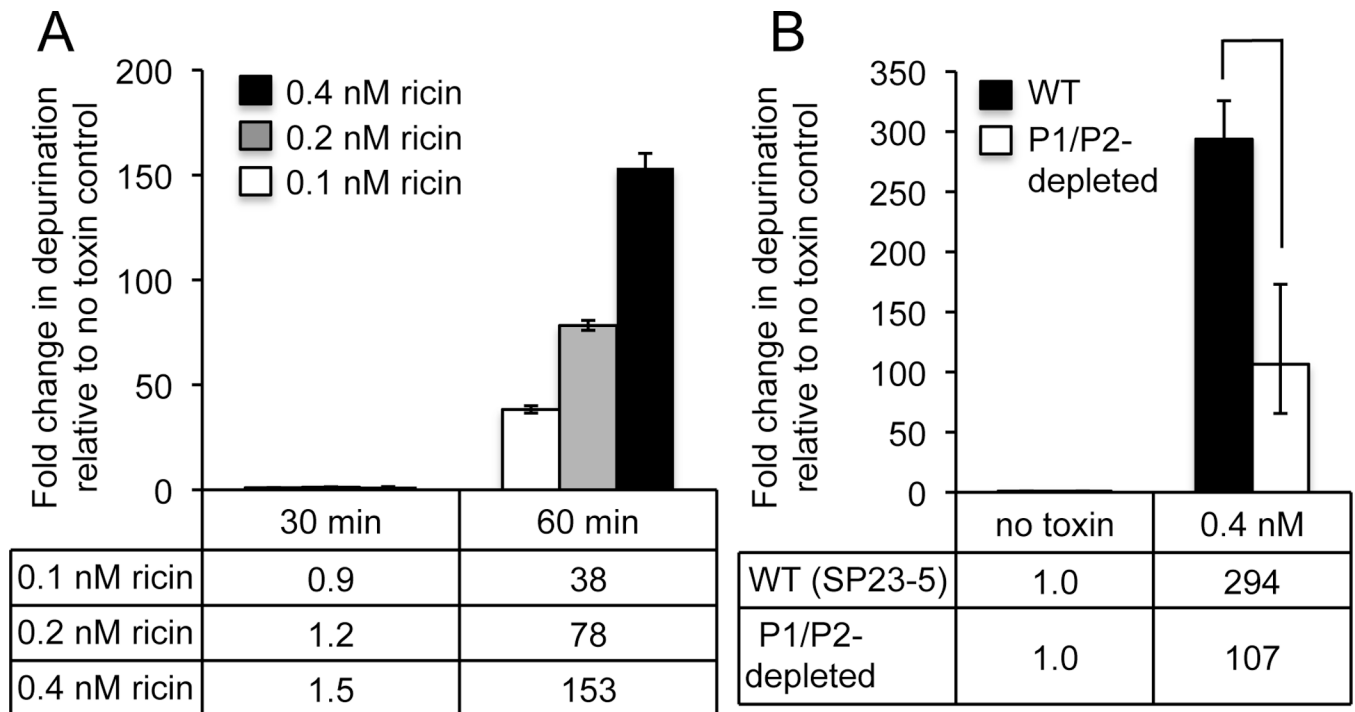 A
Fold change in depurination
relative to no toxin control
200
150
100
50
0
0.4 nM ricin
0.2 nM ricin
0.1 nM ricin
30 min 60 min
0.1 nM ricin 0.9 38
0.2 nM ricin 1.2 78
0.4 nM ricin 1.5 153
B
Fold change in depurination
relative to no toxin control
350
300
250
200
150
100
50
0
WT
P1/P2-
depleted
no toxin 0.4 nM
WT (SP23-5) 1.0 294
P1/P2-
depleted 1.0 107